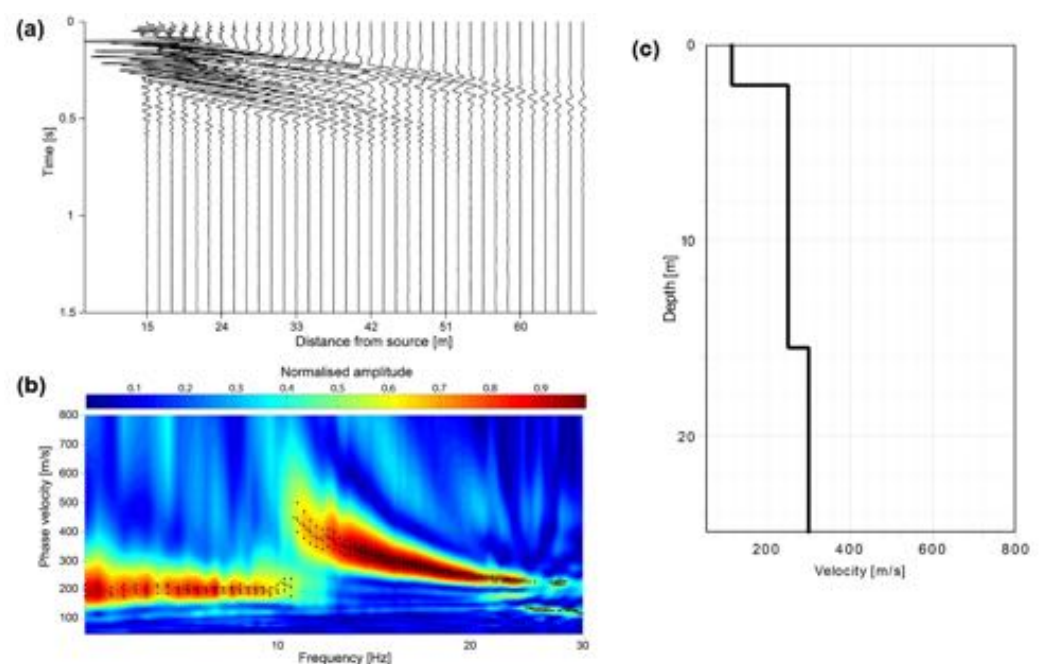 (a)
0
0.5
1
1.5
Time [s]
15 24 33 42 51 60
Distance from source [m]
(b)
Normalised amplitude
0.1 0.2 0.3 0.4 0.5 0.6 0.7 0.8 0.9
800
700
600
500
400
300
200
100
Phase velocity [m/s]
10 20 30
Frequency [Hz]
(c)
0
10
20
Depth [m]
200 400 600 800
Velocity [m/s]